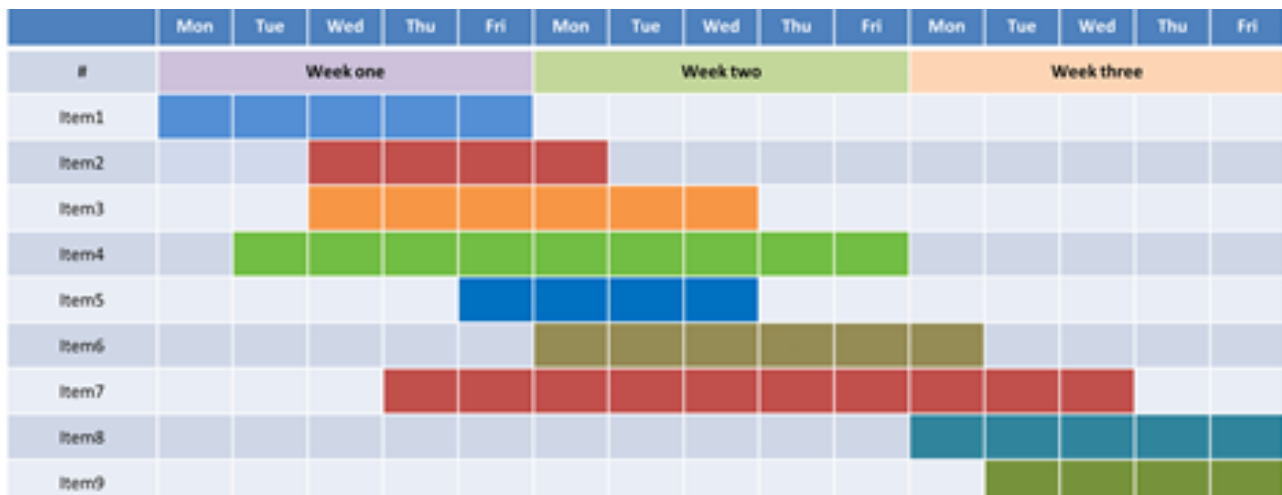 Mon Tue Wed Thu Fri Mon Tue Wed Thu Fri Mon Tue Wed Thu Fri
# Week one Week two Week three
Item1
Item2
Item3
Item4
Item5
Item6
Item7
Item8
Item9